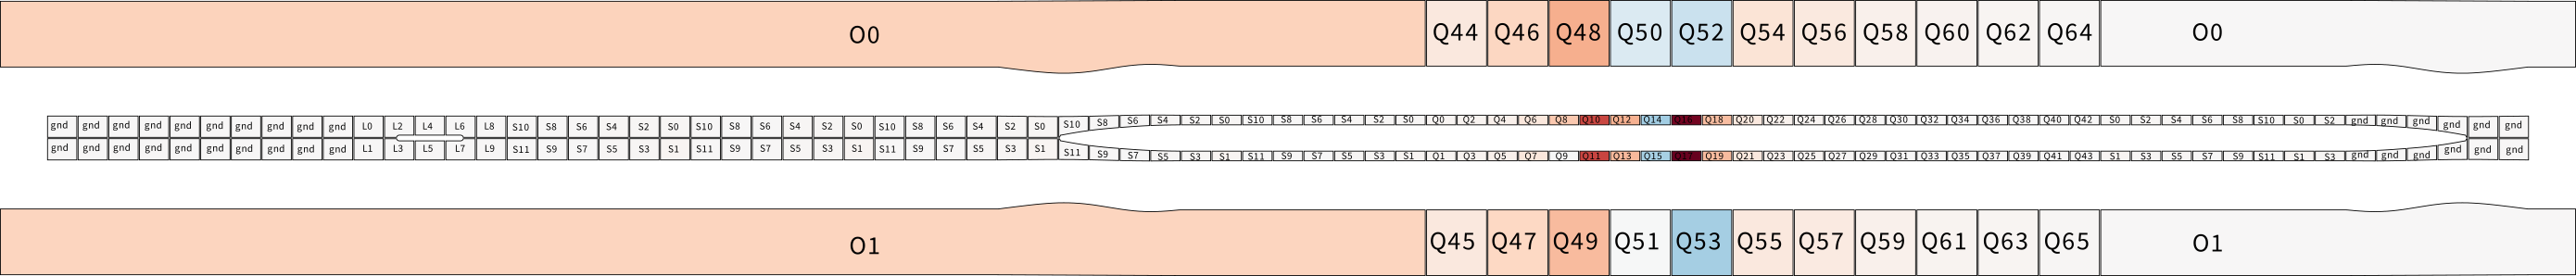 O0 Q44 Q46 Q48 Q50 Q52 Q54 Q56 Q58 Q60 Q62 Q64 O0
gnd gnd gnd gnd gnd gnd gnd gnd gnd gnd L0 L2 L4 L6 L8 S10 S8 S6 S4 S2 S0 S10 S8 S6 S4 S2 S0 S10 S8 S6 S4 S2 S0 S10 S8 S6 S4 S2 S0 S10 S8 S6 S4 S2 S0 Q0 Q2 Q4 Q6 Q8 Q10 Q12 Q14 Q16 Q18 Q20 Q22 Q24 Q26 Q28 Q30 Q32 Q34 Q36 Q38 Q40 Q42 S0 S2 S4 S6 S8 S10 S0 S2 gnd gnd gnd gnd gnd gnd
gnd gnd gnd gnd gnd gnd gnd gnd gnd gnd L1 L3 L5 L7 L9 S11 S9 S7 S5 S3 S1 S11 S9 S7 S5 S3 S1 S11 S9 S7 S5 S3 S1 S11 S9 S7 S5 S3 S1 S11 S9 S7 S5 S3 S1 Q1 Q3 Q5 Q7 Q9 Q11 Q13 Q15 Q17 Q19 Q21 Q23 Q25 Q27 Q29 Q31 Q33 Q35 Q37 Q39 Q41 Q43 S1 S3 S5 S7 S9 S11 S1 S3 gnd gnd gnd gnd gnd gnd
O1 Q45 Q47 Q49 Q51 Q53 Q55 Q57 Q59 Q61 Q63 Q65 O1